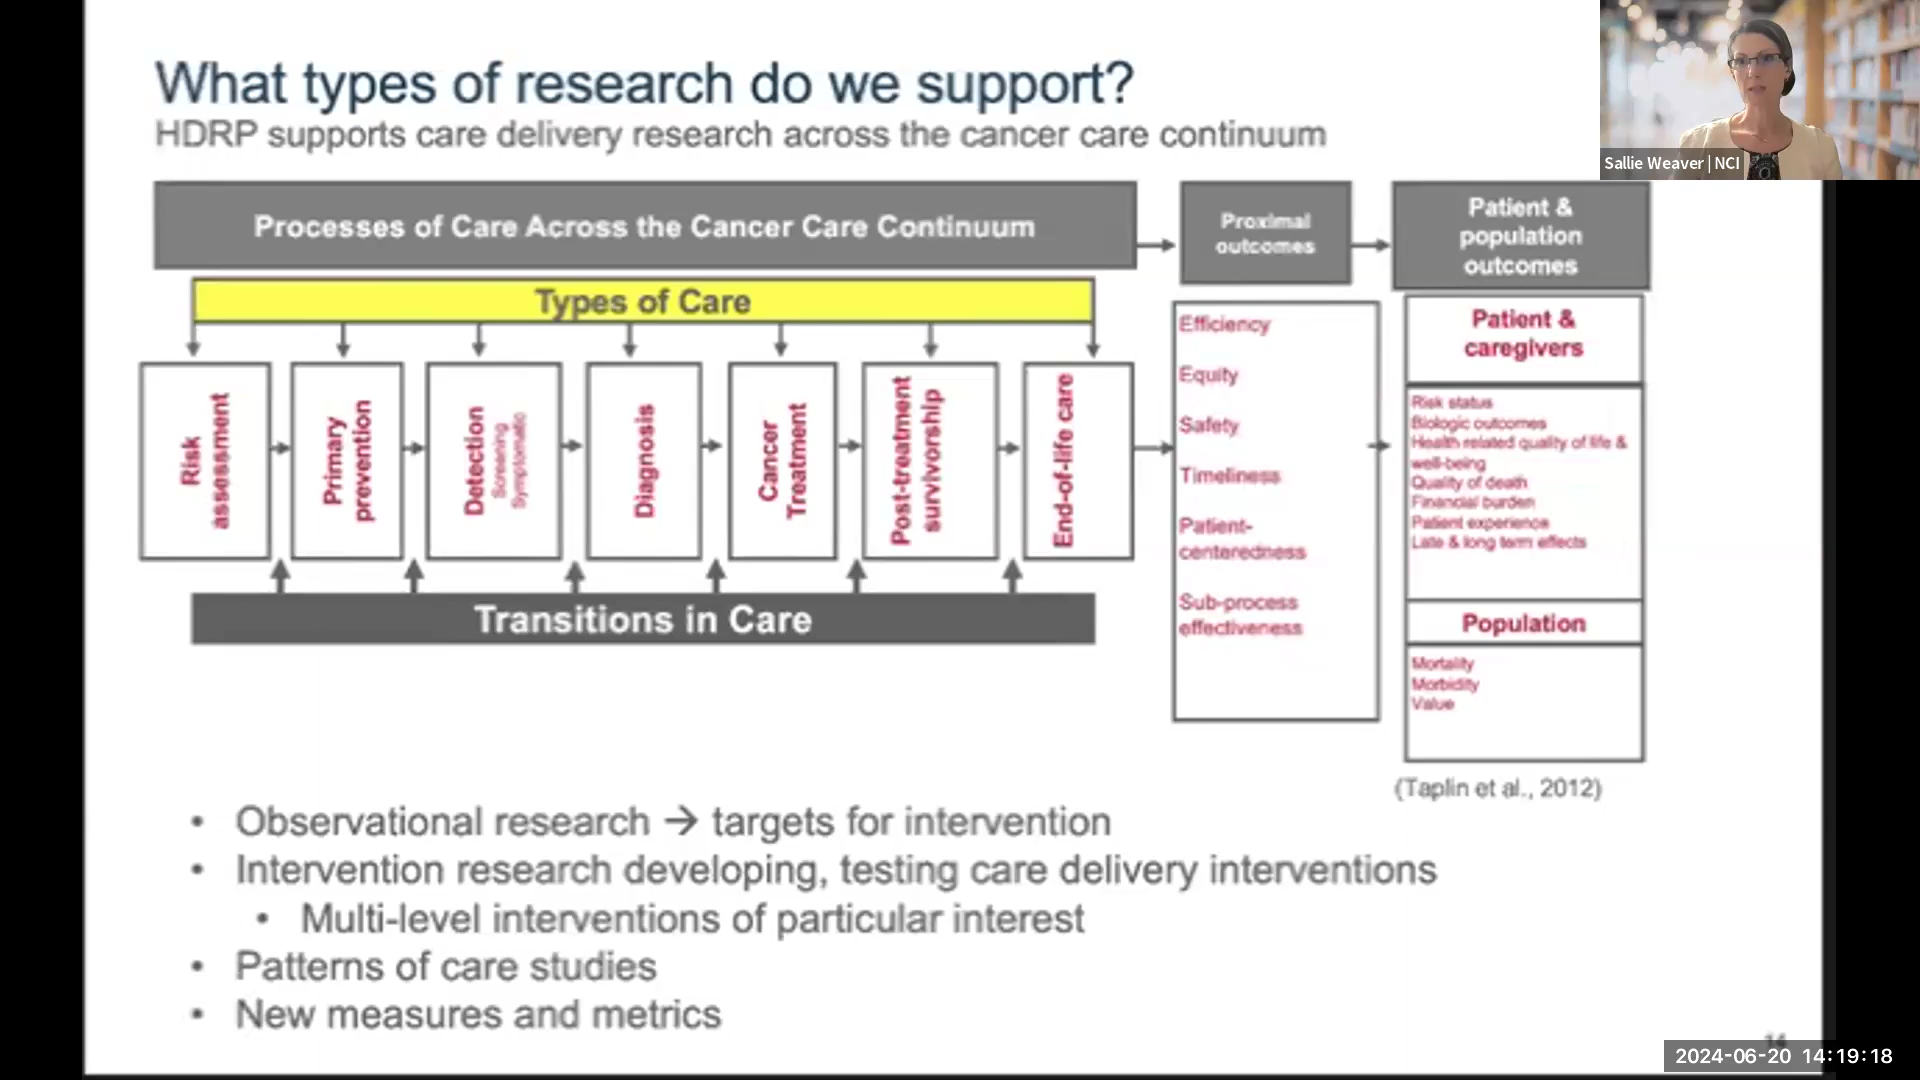 What types of research do we support?
HDRP supports care delivery research across the cancer care continuum
Sallie Weaver | NCI
Processes of Care Across the Cancer Care Continuum
Proximal
outcomes
Patient &
population
outcomes
Types of Care
Risk
assessment
Primary
prevention
Detection
Screening
Symptomatic
Diagnosis
Cancer
Treatment
Post-treatment
survivorship
End-of-life care
Transitions in Care
Efficiency
Equity
Safety
Timeliness
Patient-
centeredness
Sub-process
effectiveness
Patient &
caregivers
Risk status
Biologic outcomes
Health related quality of life &
well-being
Quality of death
Financial burden
Patient experience
Late & long term effects
Population
Mortality
Morbidity
Value
(Taplin et al., 2012)
• Observational research → targets for intervention
• Intervention research developing, testing care delivery interventions
• Multi-level interventions of particular interest
• Patterns of care studies
• New measures and metrics
14
2024-06-20 14:19:18